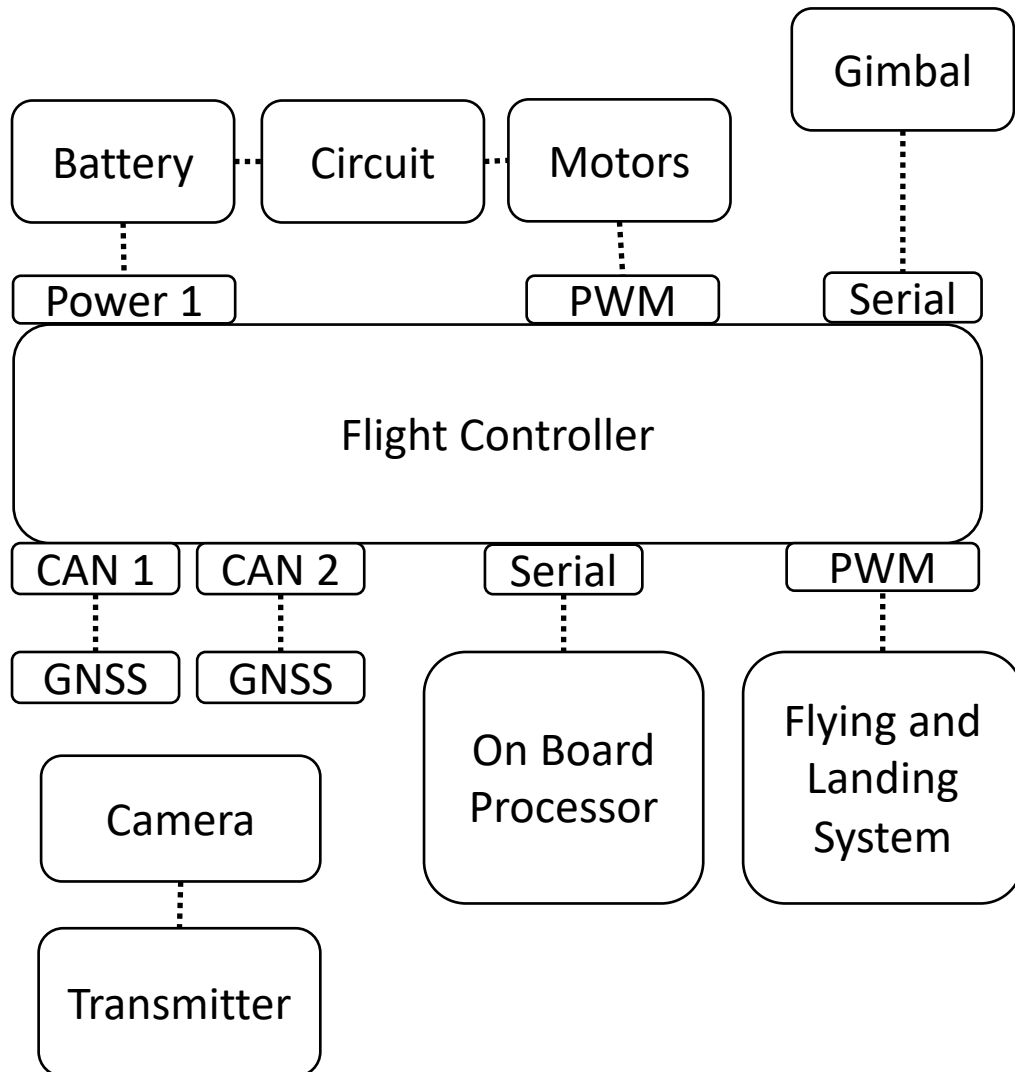 Gimbal
Battery
Circuit
Motors
Power 1
PWM
Serial
Flight Controller
CAN 1
CAN 2
Serial
PWM
GNSS
GNSS
On Board
Processor
Flying and
Landing
System
Camera
Transmitter